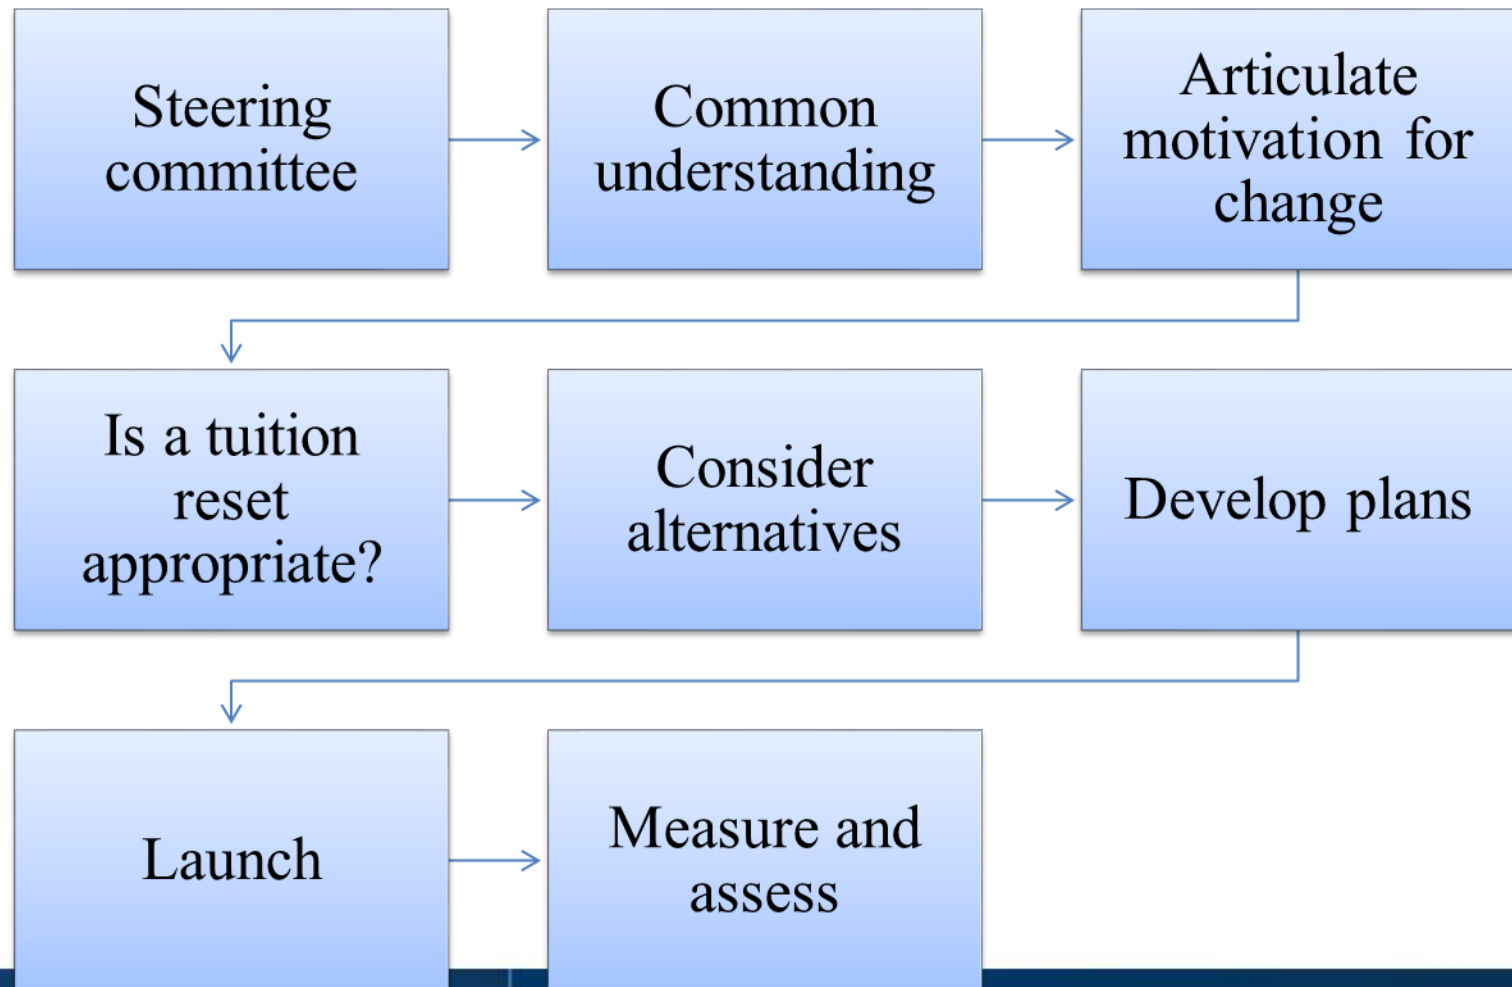 Steering
committee
Common
understanding
Articulate
motivation for
change
Is a tuition
reset
appropriate?
Consider
alternatives
Develop plans
Launch
Measure and
assess